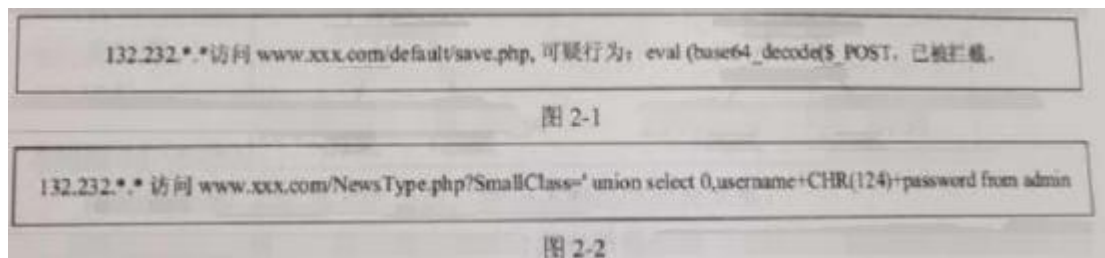 132.232.*.*访问 www.xxx.com/default/save.php, 可疑行为: eval (base64_decode($_POST. 已被拦截.
图 2-1
132.232.*.* 访问 www.xxx.com/NewsType.php?SmallClass=' union select 0,username+CHR(124)+password from admin
图 2-2